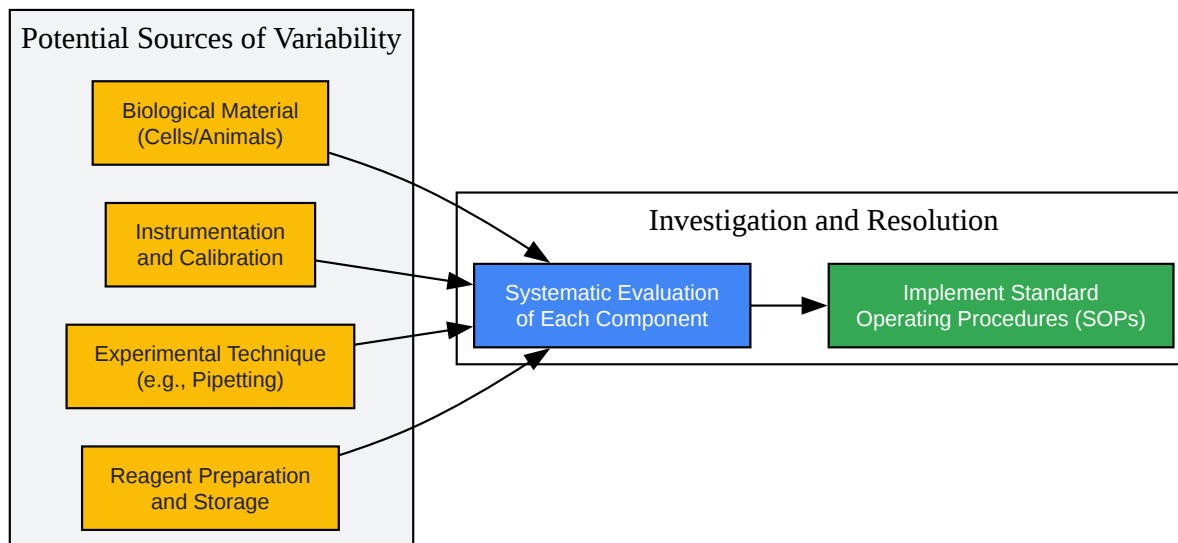 Potential Sources of Variability
Biological Material
(Cells/Animals)
Instrumentation
and Calibration
Experimental Technique
(e.g., Pipetting)
Reagent Preparation
and Storage
Investigation and Resolution
Systematic Evaluation
of Each Component
Implement Standard
Operating Procedures (SOPs)